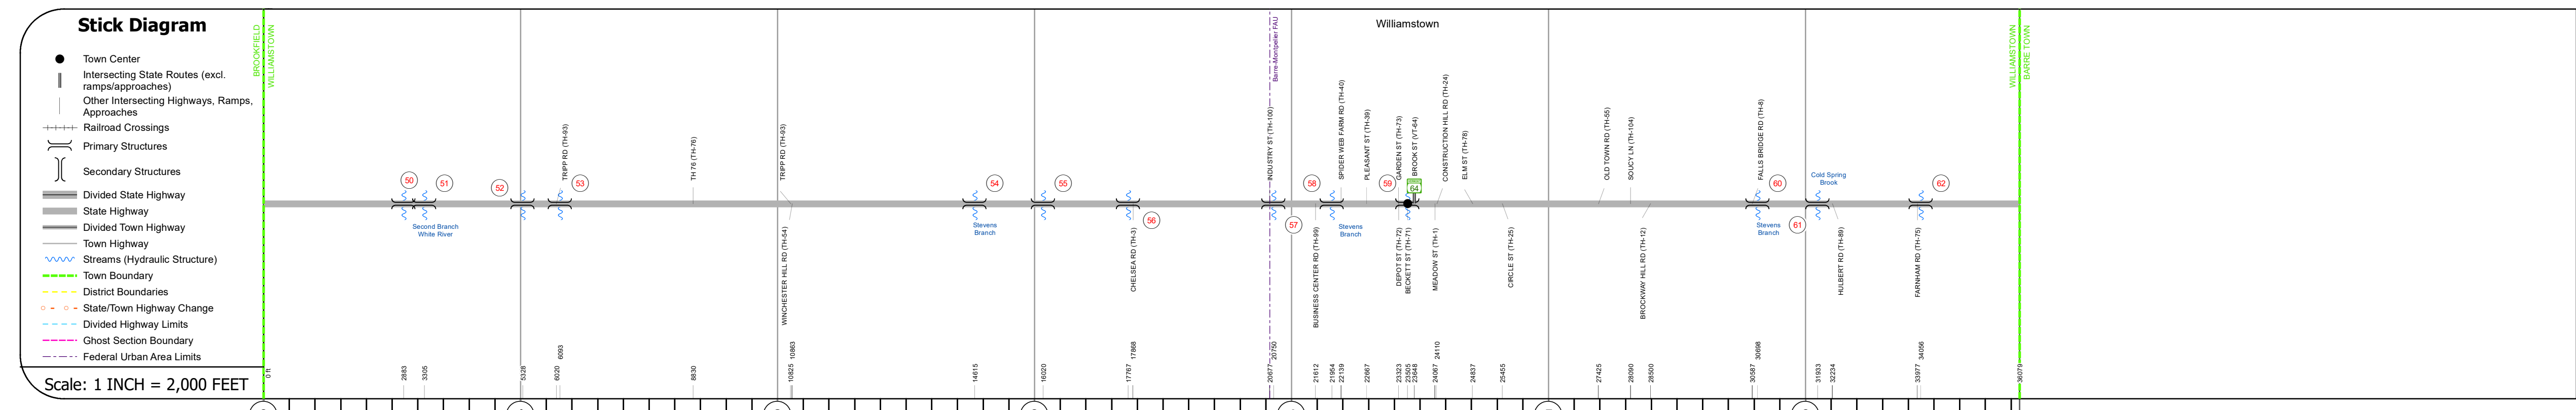 Stick Diagram
Town Center
Intersecting State Routes (excl.
ramps/approaches)
Other Intersecting Highways, Ramps,
Approaches
Railroad Crossings
Primary Structures
Secondary Structures
Divided State Highway
State Highway
Divided Town Highway
Town Highway
Streams (Hydraulic Structure)
Town Boundary
District Boundaries
State/Town Highway Change
Divided Highway Limits
Ghost Section Boundary
Federal Urban Area Limits
Scale: 1 INCH = 2,000 FEET
BROOKFIELD
WILLIAMSTOWN
Barre-Montpelier FAU
Williamstown
WILLIAMSTOWN
BARRE TOWN
TRIPP RD (TH-93)
TH 76 (TH-76)
TRIPP RD (TH-93)
INDUSTRY ST (TH-100)
SPIDER WEB FARM RD (TH-40)
PLEASANT ST (TH-39)
GARDEN ST (TH-73)
BROOK ST (VT-64)
CONSTRUCTION HILL RD (TH-24)
ELM ST (TH-78)
OLD TOWN RD (TH-55)
SOUCY LN (TH-104)
FALLS BRIDGE RD (TH-8)
50
51
52
53
54
55
56
57
58
59
64
60
61
62
Second Branch
White River
Stevens
Branch
Stevens
Branch
Stevens
Branch
Cold Spring
Brook
WINCHESTER HILL RD (TH-54)
CHELSEA RD (TH-3)
BUSINESS CENTER RD (TH-99)
DEPOT ST (TH-72)
BECKETT ST (TH-71)
MEADOW ST (TH-1)
CIRCLE ST (TH-25)
BROCKWAY HILL RD (TH-12)
HULBERT RD (TH-89)
FARNHAM RD (TH-75)
0 ft
2883
3305
5328
6020
6093
8830
10825
10863
14615
16020
17767
17868
20677
20750
21612
21954
22139
22667
23323
23505
23648
24067
24110
24837
25455
27425
28090
28500
30587
30698
31933
32234
33977
34056
36079